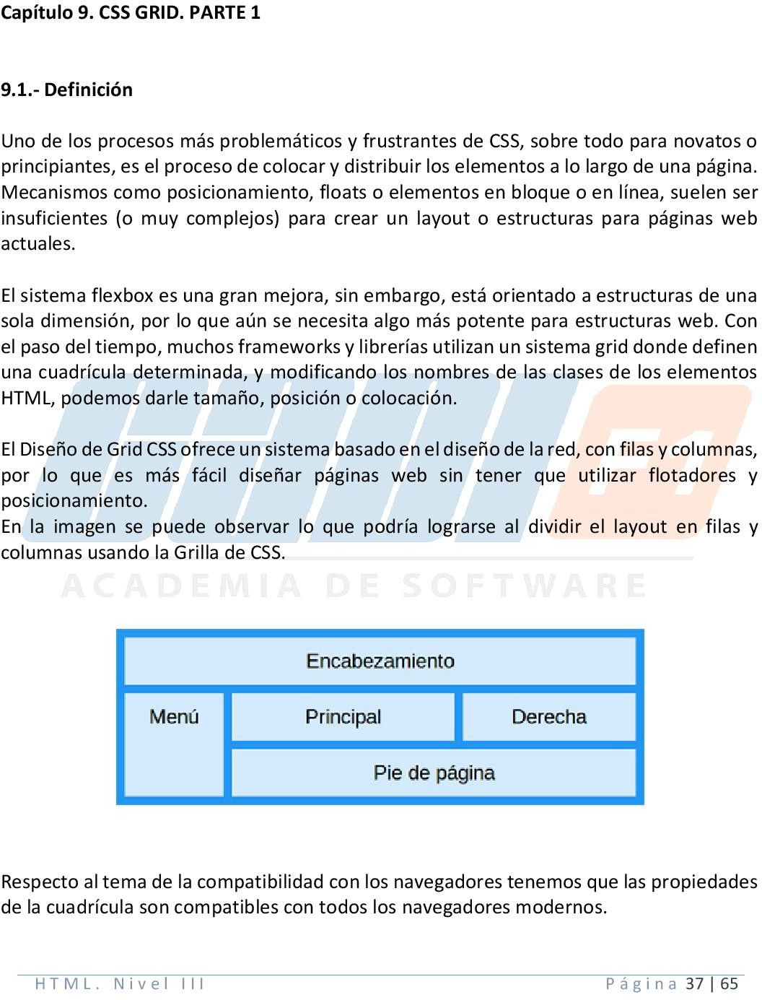 Capítulo 9. CSS GRID. PARTE 1
9.1.- Definición
Uno de los procesos más problemáticos y frustrantes de CSS, sobre todo para novatos o
principiantes, es el proceso de colocar y distribuir los elementos a lo largo de una página.
Mecanismos como posicionamiento, floats o elementos en bloque o en línea, suelen ser
insuficientes (o muy complejos) para crear un layout o estructuras para páginas web
actuales.
El sistema flexbox es una gran mejora, sin embargo, está orientado a estructuras de una
sola dimensión, por lo que aún se necesita algo más potente para estructuras web. Con
el paso del tiempo, muchos frameworks y librerías utilizan un sistema grid donde definen
una cuadrícula determinada, y modificando los nombres de las clases de los elementos
HTML, podemos darle tamaño, posición o colocación.
El Diseño de Grid CSS ofrece un sistema basado en el diseño de la red, con filas y columnas,
por lo que es más fácil diseñar páginas web sin tener que utilizar flotadores y
posicionamiento.
En la imagen se puede observar lo que podría lograrse al dividir el layout en filas y
columnas usando la Grilla de CSS.
F1
ACADEMIA DE SOFTWARE
Encabezamiento
Menú
Principal
Derecha
Pie de página
Respecto al tema de la compatibilidad con los navegadores tenemos que las propiedades
de la cuadrícula son compatibles con todos los navegadores modernos.
HTML. Nivel III
Página 37 | 65